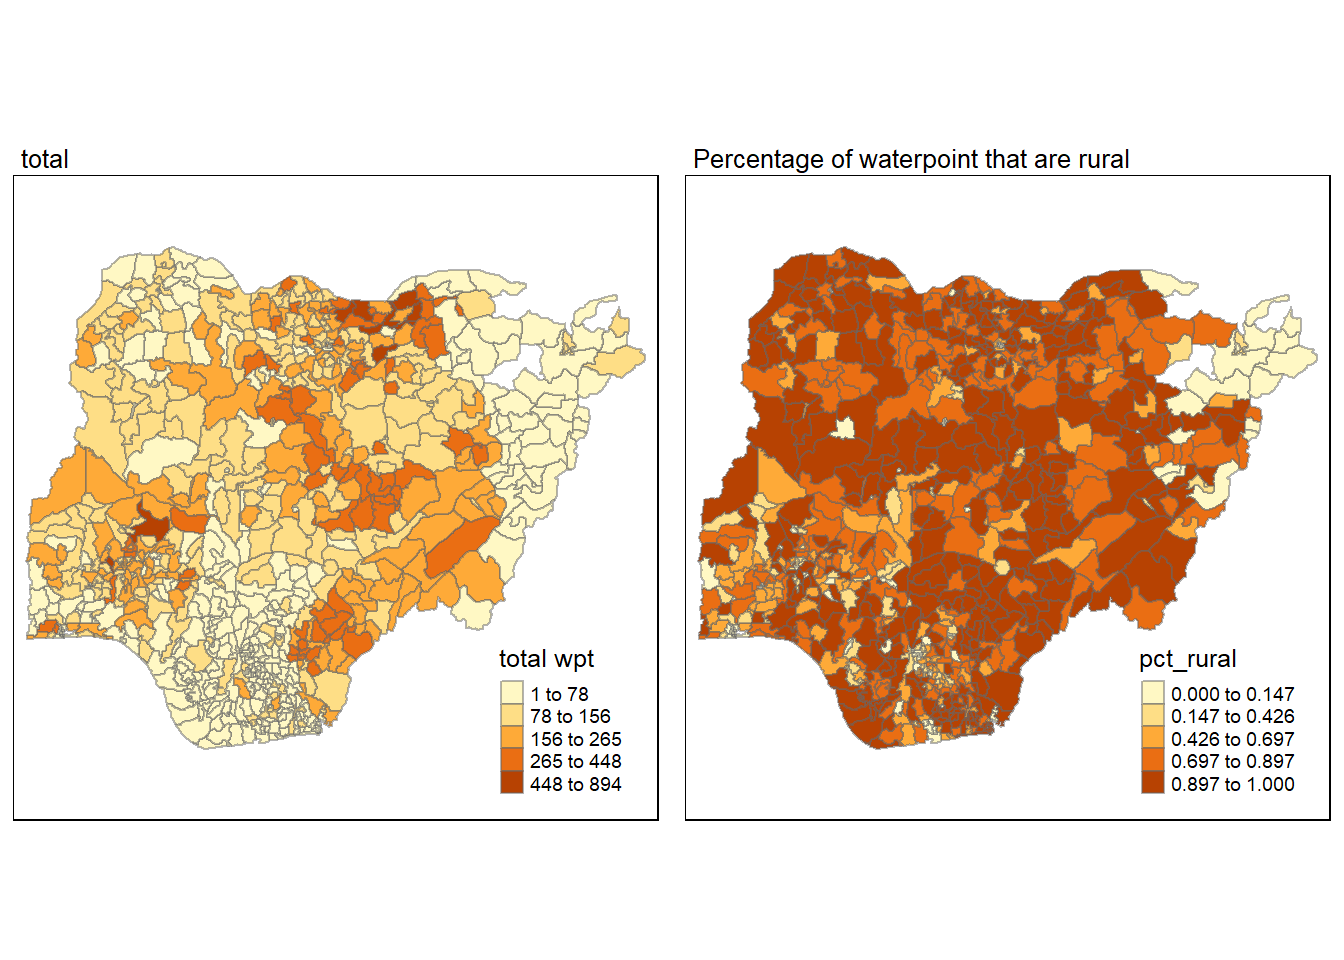 total
Percentage of waterpoint that are rural
total wpt
1 to 78
78 to 156
156 to 265
265 to 448
448 to 894
pct_rural
0.000 to 0.147
0.147 to 0.426
0.426 to 0.697
0.697 to 0.897
0.897 to 1.000